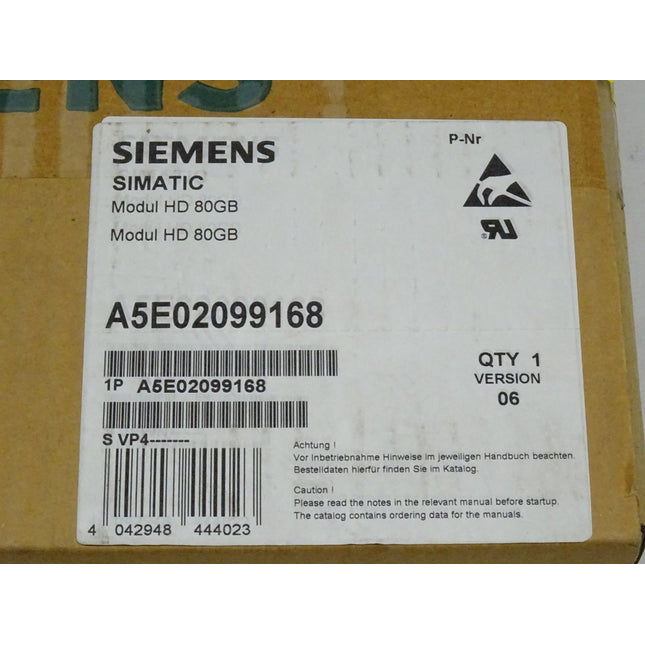 ENS
SIEMENS
P-Nr
SIMATIC
Modul HD 80GB
Modul HD 80GB
A5E02099168
1P A5E02099168
QTY 1
VERSION
06
S VP4-------
Achtung !
Vor Inbetriebnahme Hinweise im jeweiligen Handbuch beachten.
Bestelldaten hierfür finden Sie im Katalog.
Caution !
Please read the notes in the relevant manual before startup.
The catalog contains ordering data for the manuals.
4 042948 444023